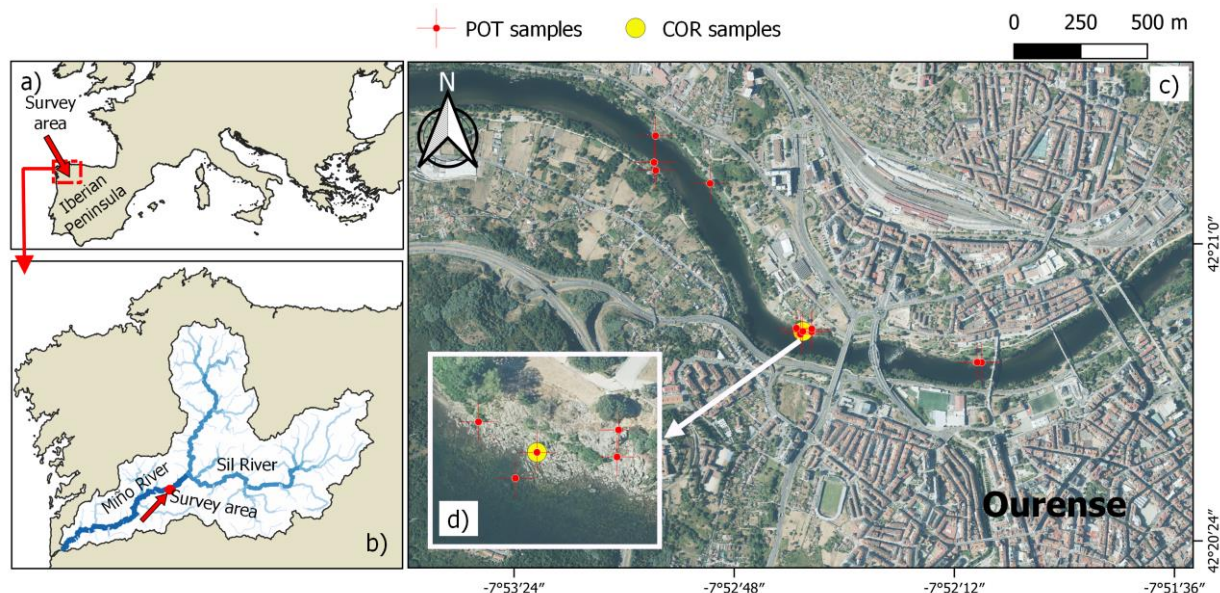 POT samples
COR samples
0 250 500 m
a)
Survey
area
Iberian
Peninsula
b)
Miño River
Sil River
Survey area
c)
N
d)
Ourense
42°21′0″
42°20′24″
-7°53′24″ -7°52′48″ -7°52′12″ -7°51′36″